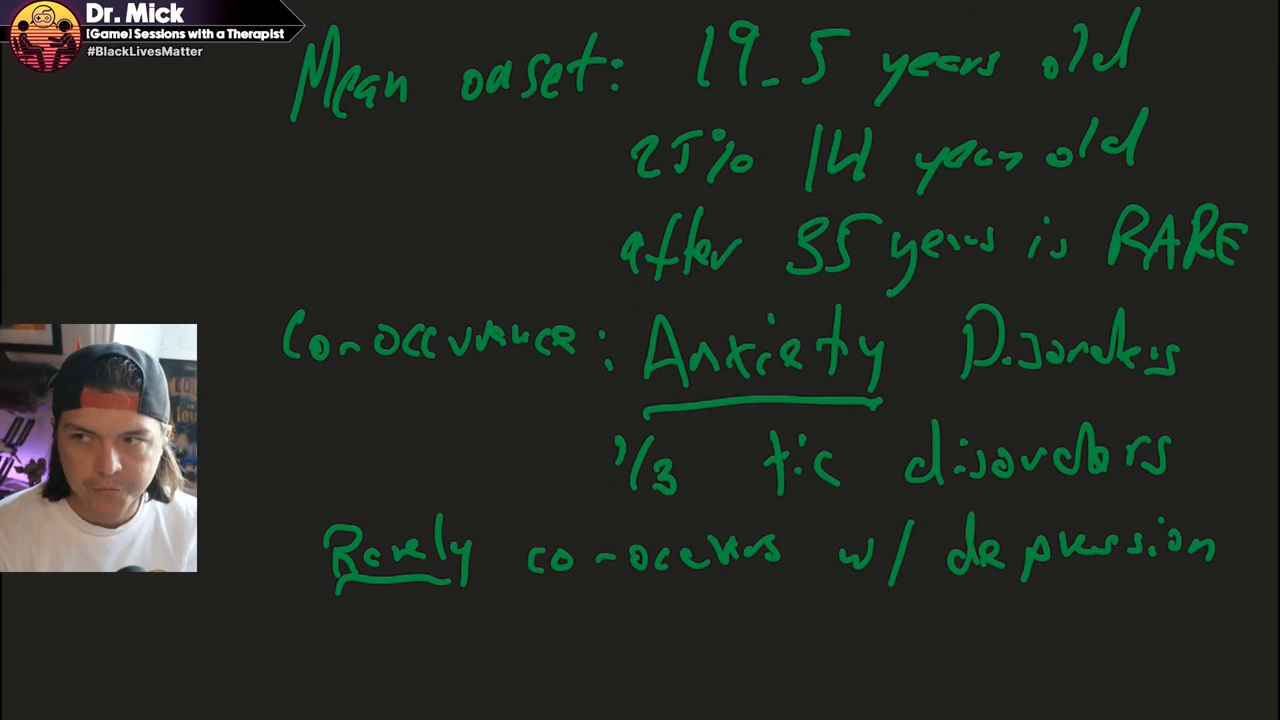 Dr. Mick
[Game] Sessions with a Therapist
#BlackLivesMatter
Mean onset: 19.5 years old
25% 14 years old
after 35 years is RARE
Co-occurence: Anxiety Disorders
1/3 tic disorders
Rarely co-occurs w/ depression